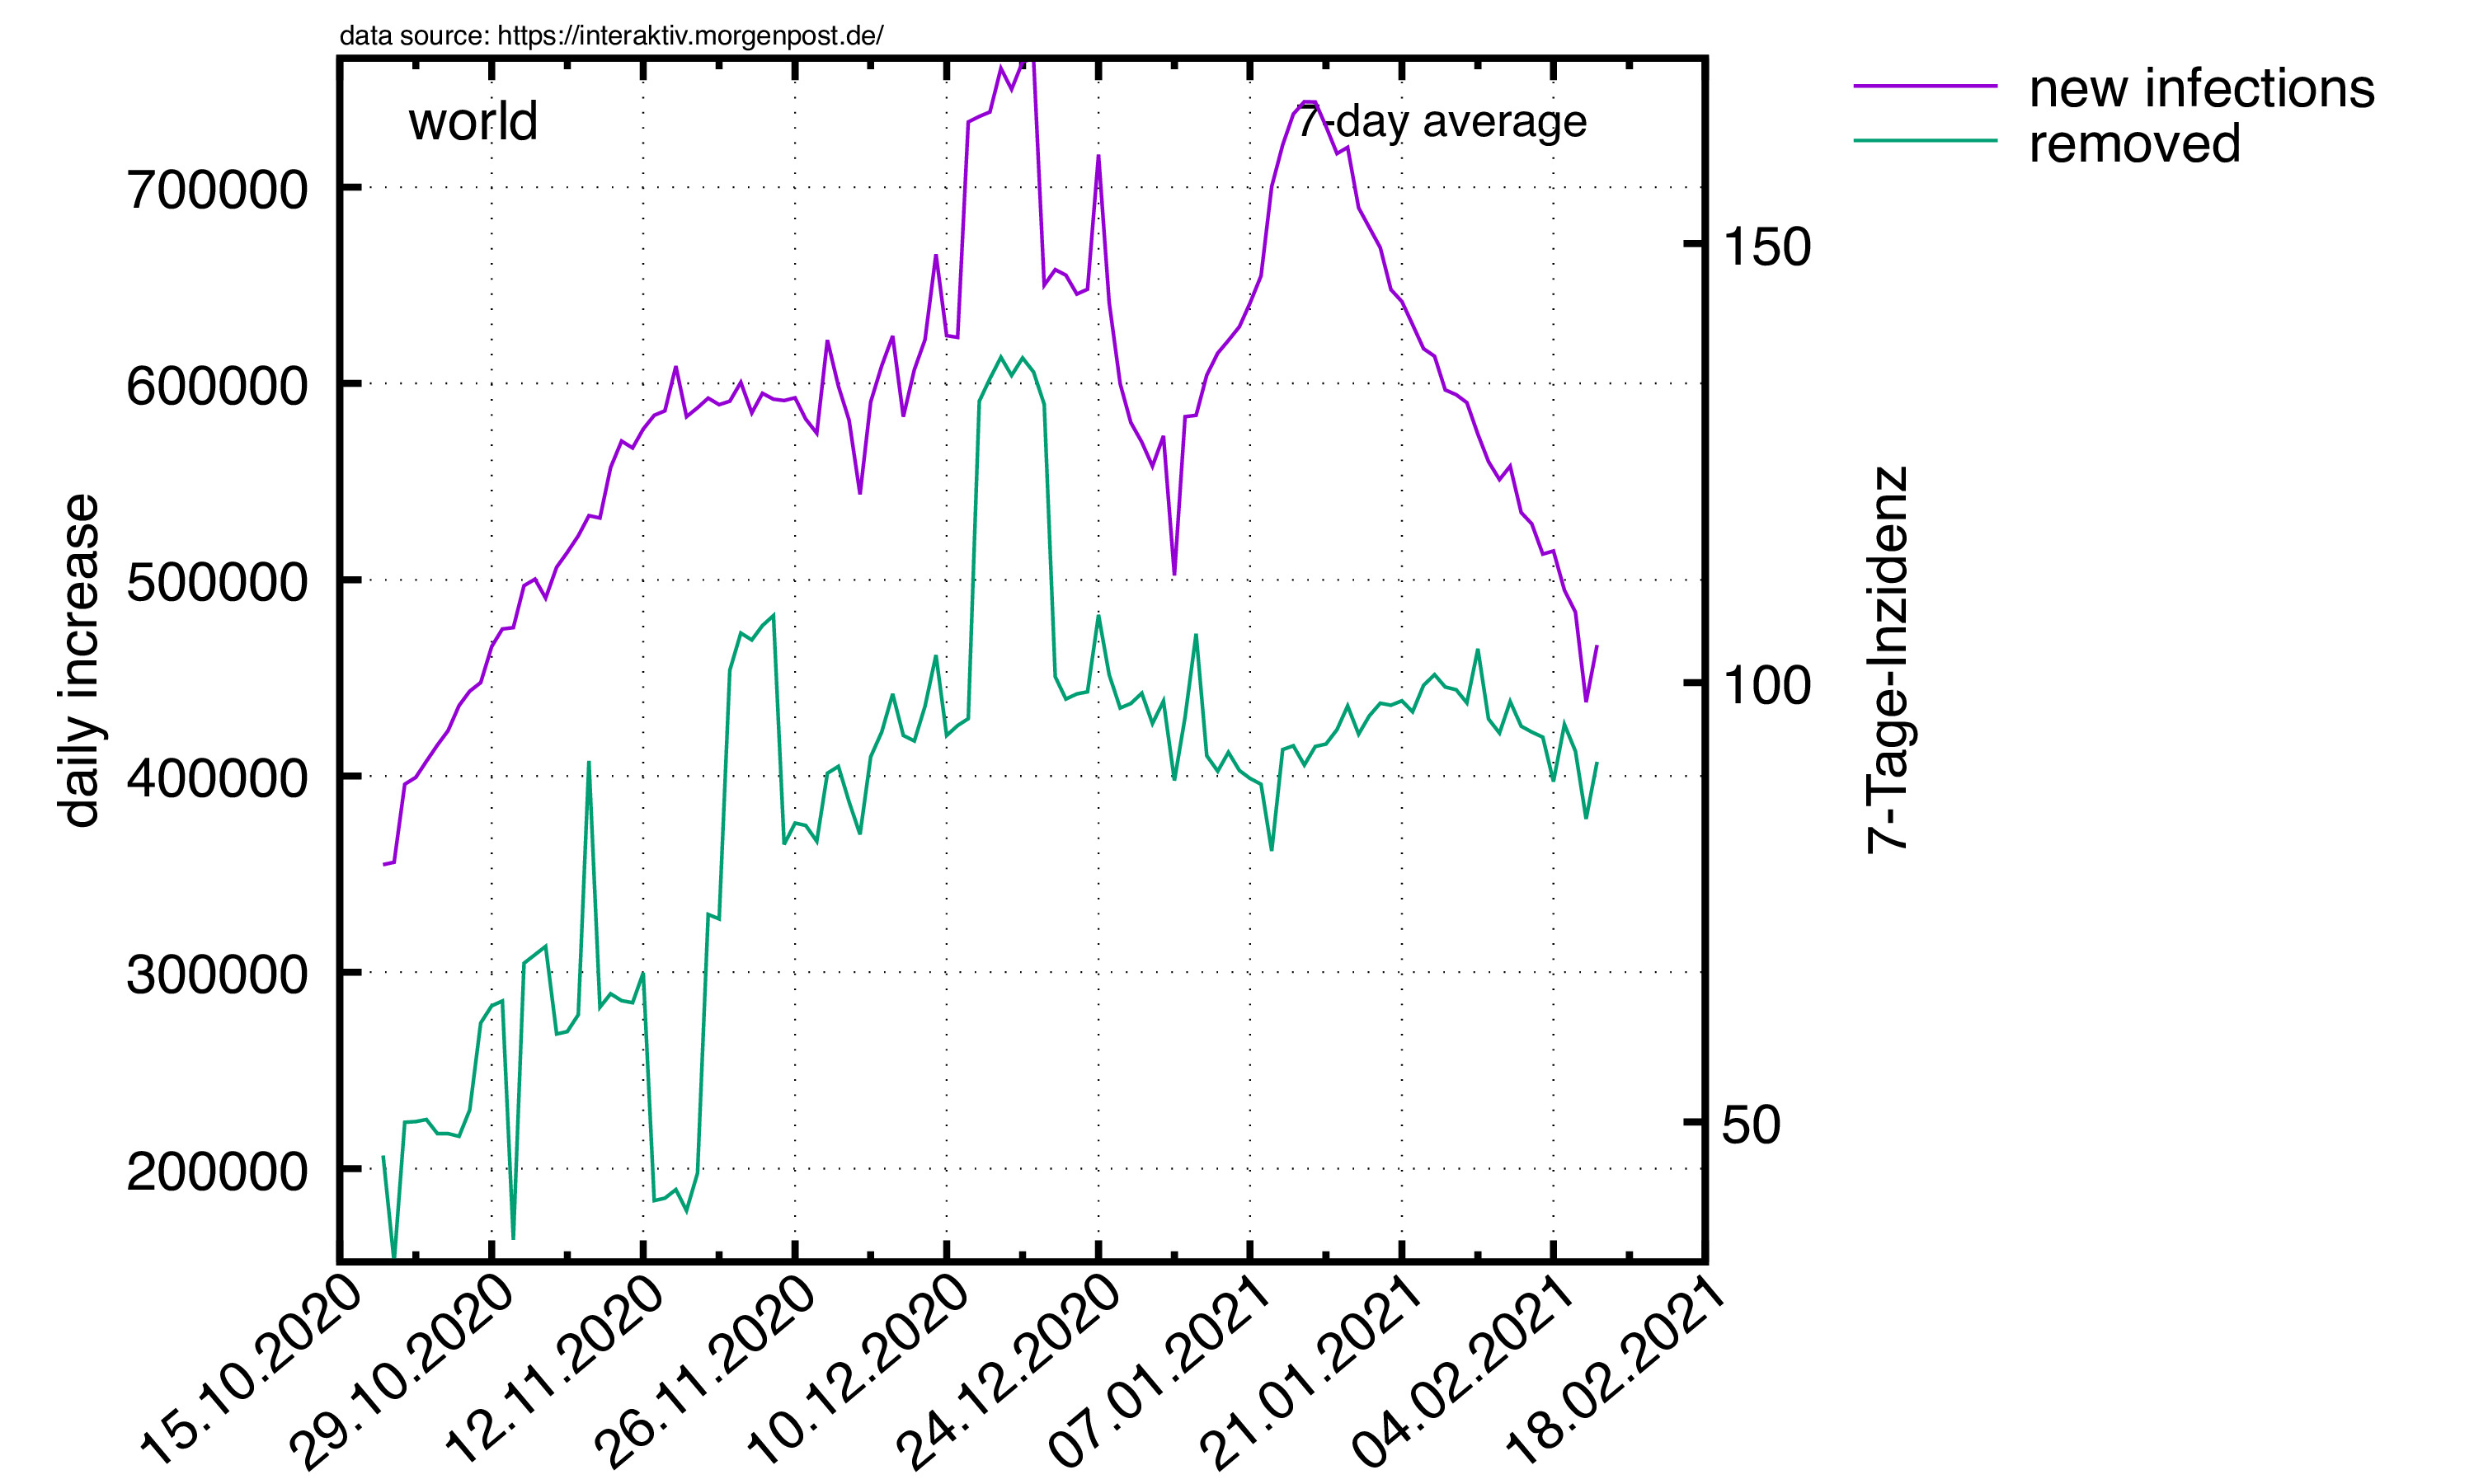 data source: https://interaktiv.morgenpost.de/
world
7-day average
new infections
removed
daily increase
700000
600000
500000
400000
300000
200000
150
100
50
7-Tage-Inzidenz
15.10.2020
29.10.2020
12.11.2020
26.11.2020
10.12.2020
24.12.2020
07.01.2021
21.01.2021
04.02.2021
18.02.2021